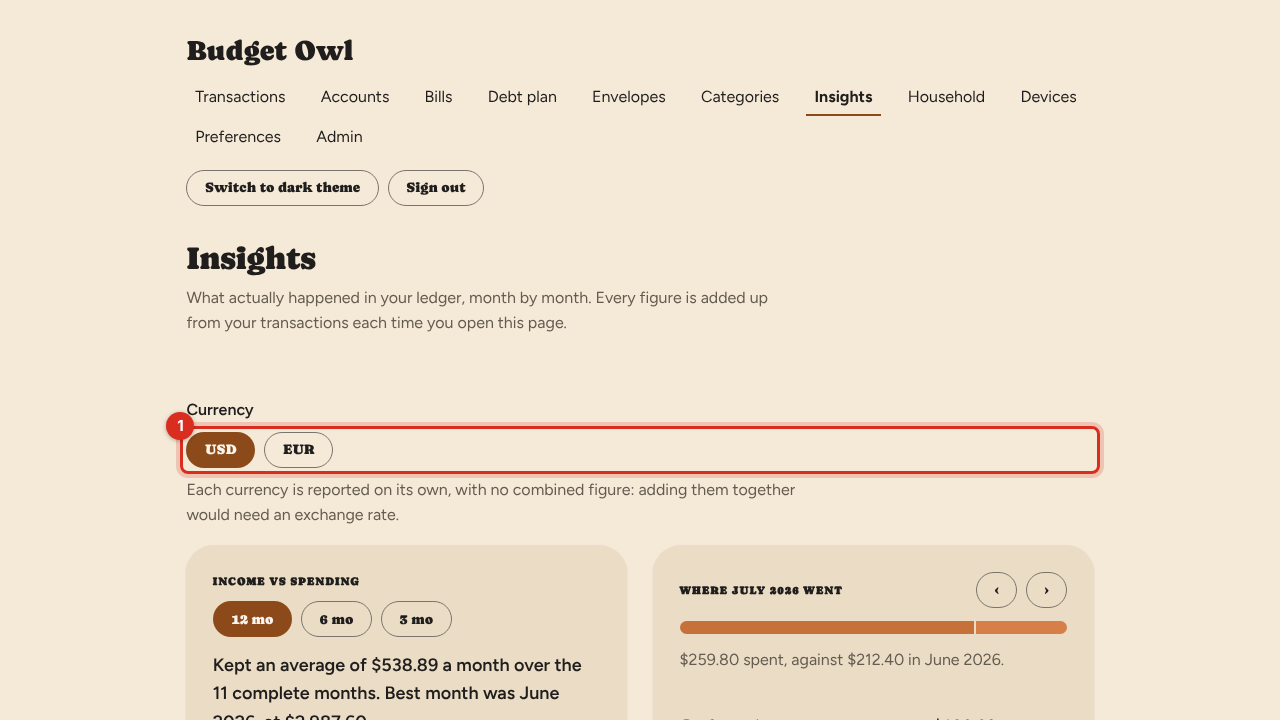 Budget Owl
Transactions Accounts Bills Debt plan Envelopes Categories Insights Household Devices
Preferences Admin
Switch to dark theme Sign out
Insights
What actually happened in your ledger, month by month. Every figure is added up
from your transactions each time you open this page.
Currency
1
USD EUR
Each currency is reported on its own, with no combined figure: adding them together
would need an exchange rate.
INCOME VS SPENDING
12 mo 6 mo 3 mo
Kept an average of $538.89 a month over the
11 complete months. Best month was June
WHERE JULY 2026 WENT ‹ ›
$259.80 spent, against $212.40 in June 2026.